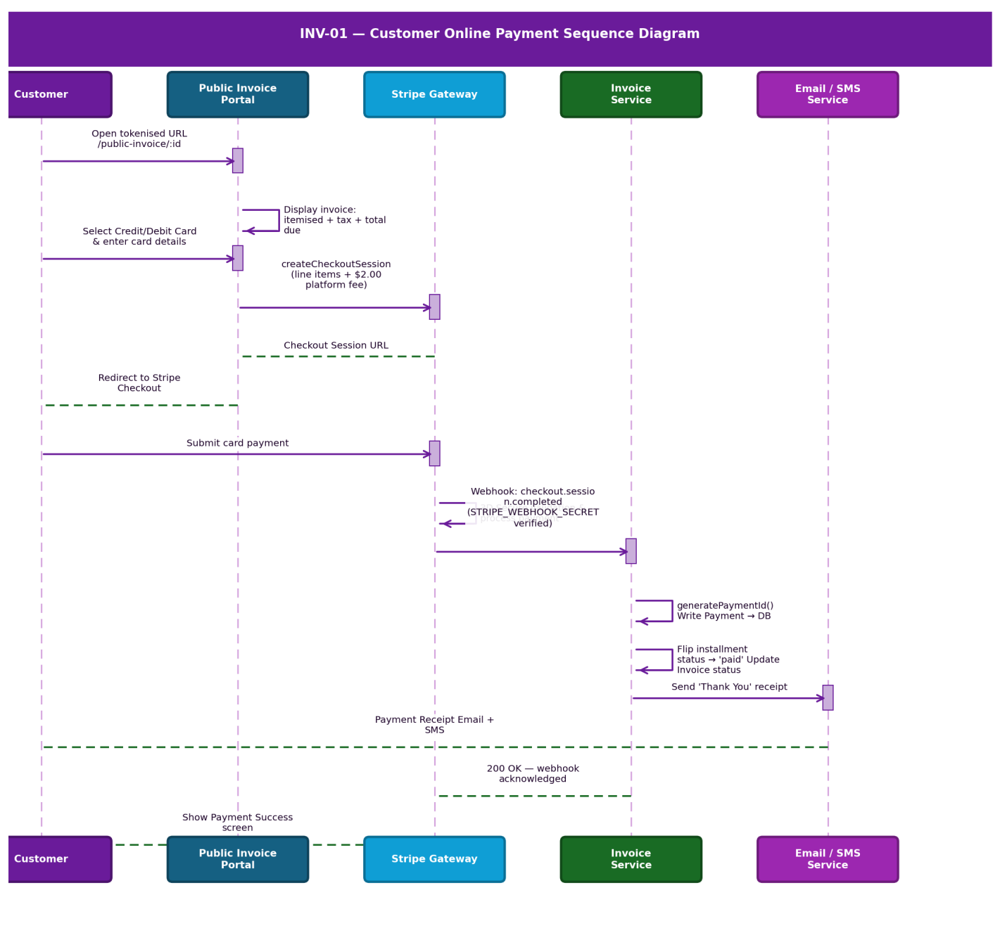 INV-01 — Customer Online Payment Sequence Diagram
Customer
Public Invoice
Portal
Stripe Gateway
Invoice
Service
Email / SMS
Service
Open tokenised URL
/public-invoice/:id
Display invoice:
itemised + tax + total
due
Select Credit/Debit Card
& enter card details
createCheckoutSession
(line items + $2.00
platform fee)
Checkout Session URL
Redirect to Stripe
Checkout
Submit card payment
Webhook: checkout.sessio
n.completed
(STRIPE_WEBHOOK_SECRET
verified)
generatePaymentId()
Write Payment → DB
Flip installment
status → 'paid' Update
Invoice status
Send 'Thank You' receipt
Payment Receipt Email +
SMS
200 OK — webhook
acknowledged
Show Payment Success
screen
Customer
Public Invoice
Portal
Stripe Gateway
Invoice
Service
Email / SMS
Service